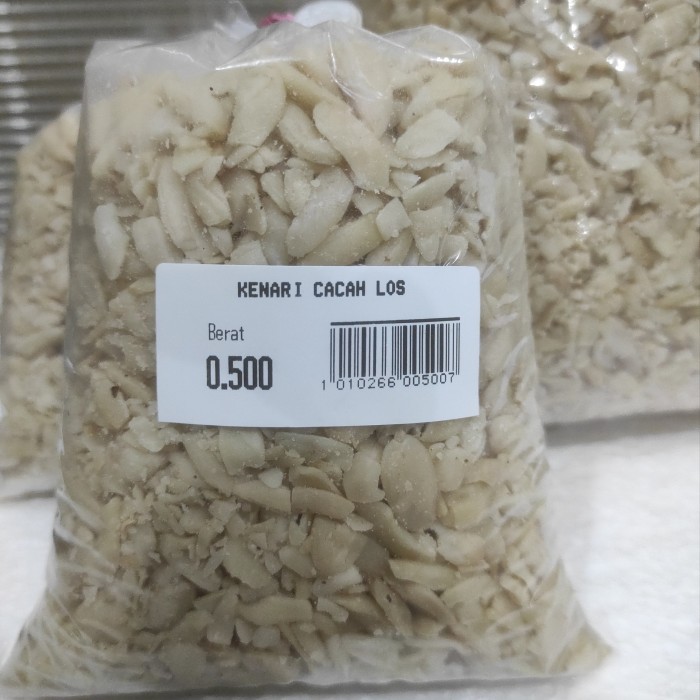 KENARI CACAH LOS
Berat
0.500
1 010266 005007